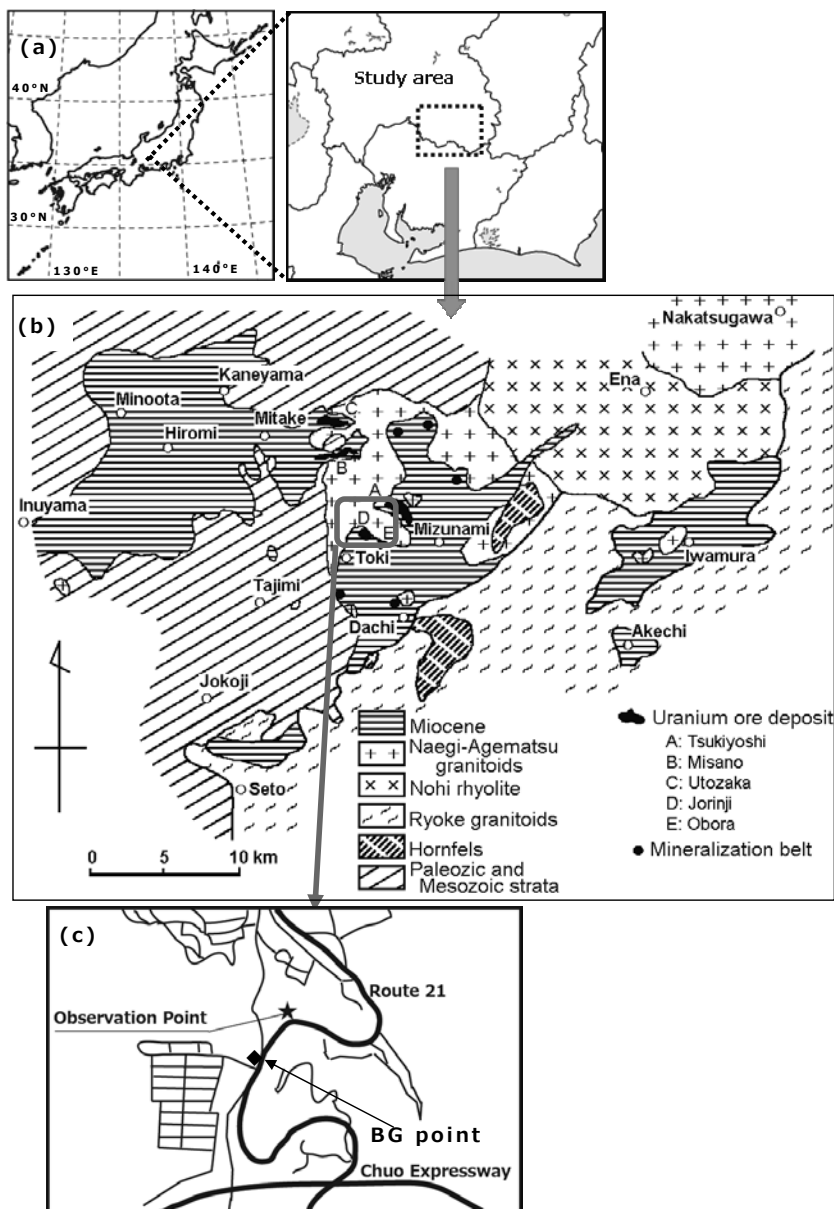 (a)
40°N
30°N
130°E
140°E
Study area
(b)
Nakatsugawa
Kaneyama
Ena
Minoota
Mitake
C
Hiromi
B
Inuyama
A
D
E
Mizunami
Toki
Iwamura
Tajimi
Dachi
Akechi
Jokoji
Seto
0 5 10 km
Miocene
Naegi-Agematsu
granitoids
Nohi rhyolite
Ryoke granitoids
Hornfels
Paleozic and
Mesozoic strata
Uranium ore deposit
A: Tsukiyoshi
B: Misano
C: Utozaka
D: Jorinji
E: Obora
Mineralization belt
(c)
Route 21
Observation Point
BG point
Chuo Expressway